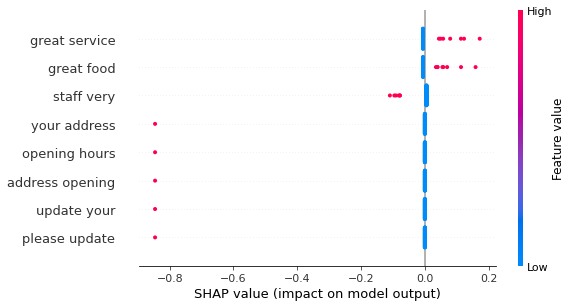 High
great service
great food
staff very
your address
opening hours
address opening
update your
please update
Feature value
Low
−0.8 −0.6 −0.4 −0.2 0.0 0.2
SHAP value (impact on model output)